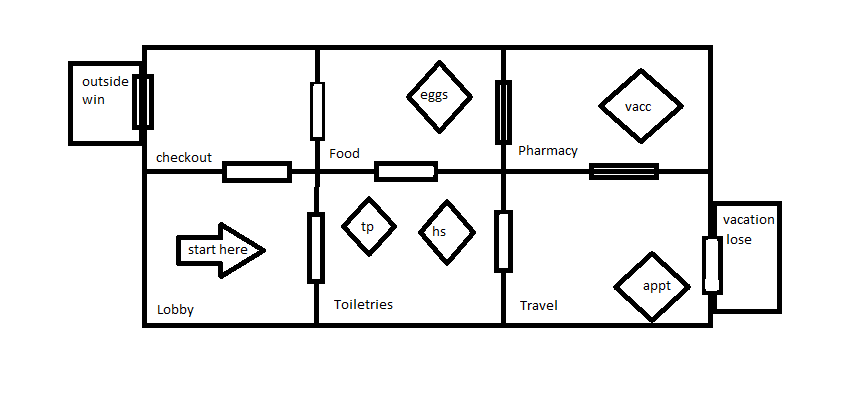 outside
win
eggs
vacc
checkout
Food
Pharmacy
tp
hs
vacation
lose
start here
appt
Lobby
Toiletries
Travel